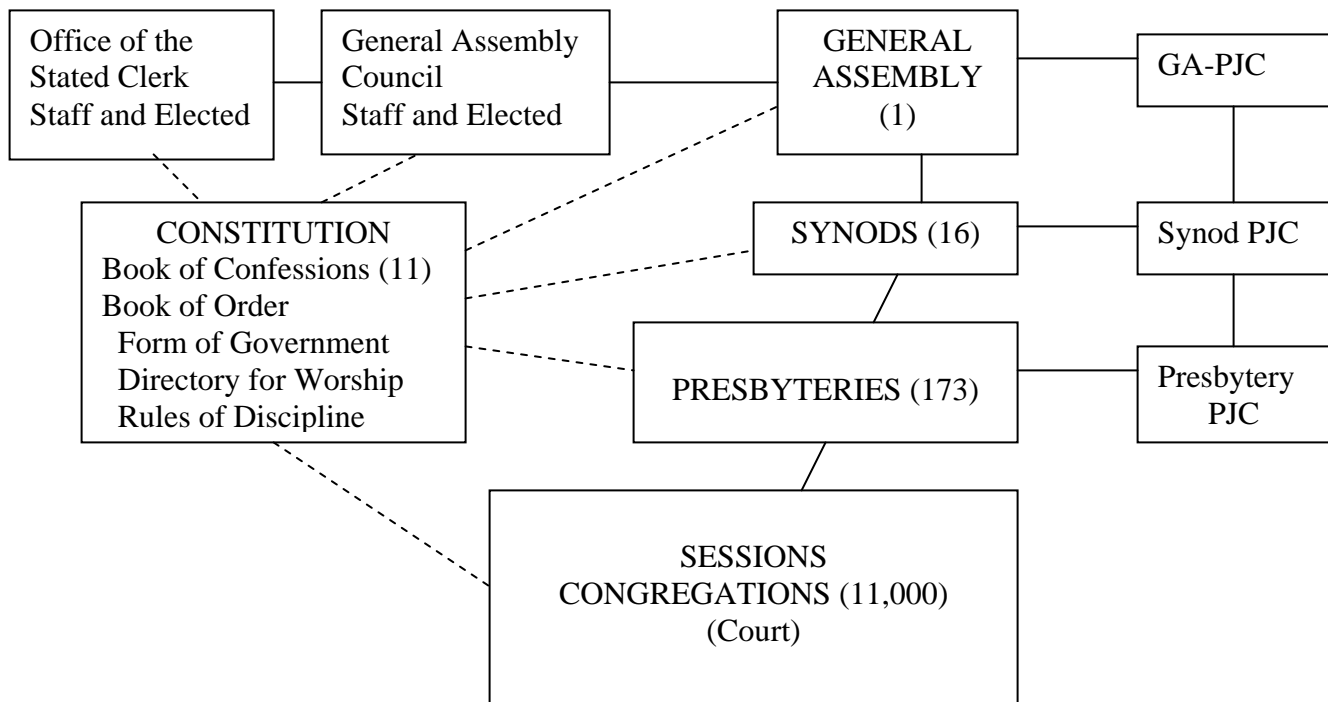 Office of the
Stated Clerk
Staff and Elected
General Assembly
Council
Staff and Elected
GENERAL
ASSEMBLY
(1)
GA-PJC
CONSTITUTION
Book of Confessions (11)
Book of Order
Form of Government
Directory for Worship
Rules of Discipline
SYNODS (16)
Synod PJC
PRESBYTERIES (173)
Presbytery
PJC
SESSIONS
CONGREGATIONS (11,000)
(Court)